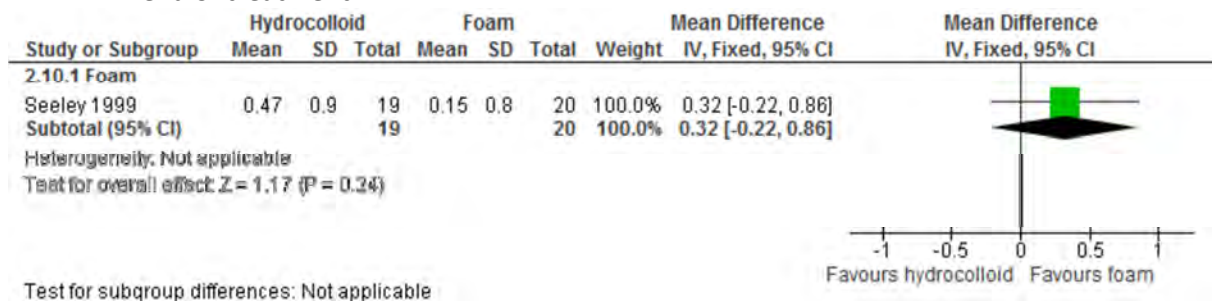 Hydrocolloid Foam Mean Difference Mean Difference
Study or Subgroup Mean SD Total Mean SD Total Weight IV, Fixed, 95% CI IV, Fixed, 95% CI
2.10.1 Foam
Seeley 1999 0.47 0.9 19 0.15 0.8 20 100.0% 0.32 [-0.22, 0.86]
Subtotal (95% CI) 19 20 100.0% 0.32 [-0.22, 0.86]
Heterogeneity: Not applicable
Test for overall effect: Z = 1.17 (P = 0.24)
-1 -0.5 0 0.5 1
Favours hydrocolloid Favours foam
Test for subgroup differences: Not applicable